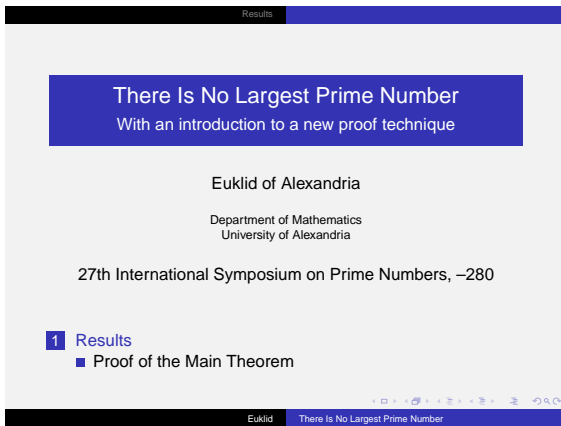 Results
There Is No Largest Prime Number
With an introduction to a new proof technique
Euklid of Alexandria
Department of Mathematics
University of Alexandria
27th International Symposium on Prime Numbers, –280
1 Results
Proof of the Main Theorem
Euklid There Is No Largest Prime Number